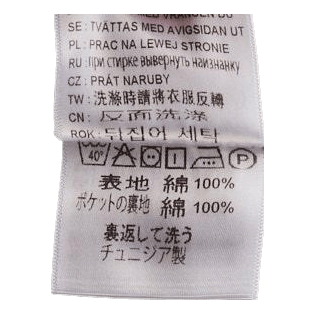 SE: TVÄTTAS MED AVIGSIDAN UT
PL: PRAC NA LEWEJ STRONIE
RU: при стирке вывернуть наизнанку
CZ: PRÁT NARUBY
TW: 洗滌時請將衣服反轉
CN: 反面洗滌
ROK: 뒤집어 세탁
40°
P
表地 綿 100%
ポケットの裏地 綿 100%
裏返して洗う
チュニジア製